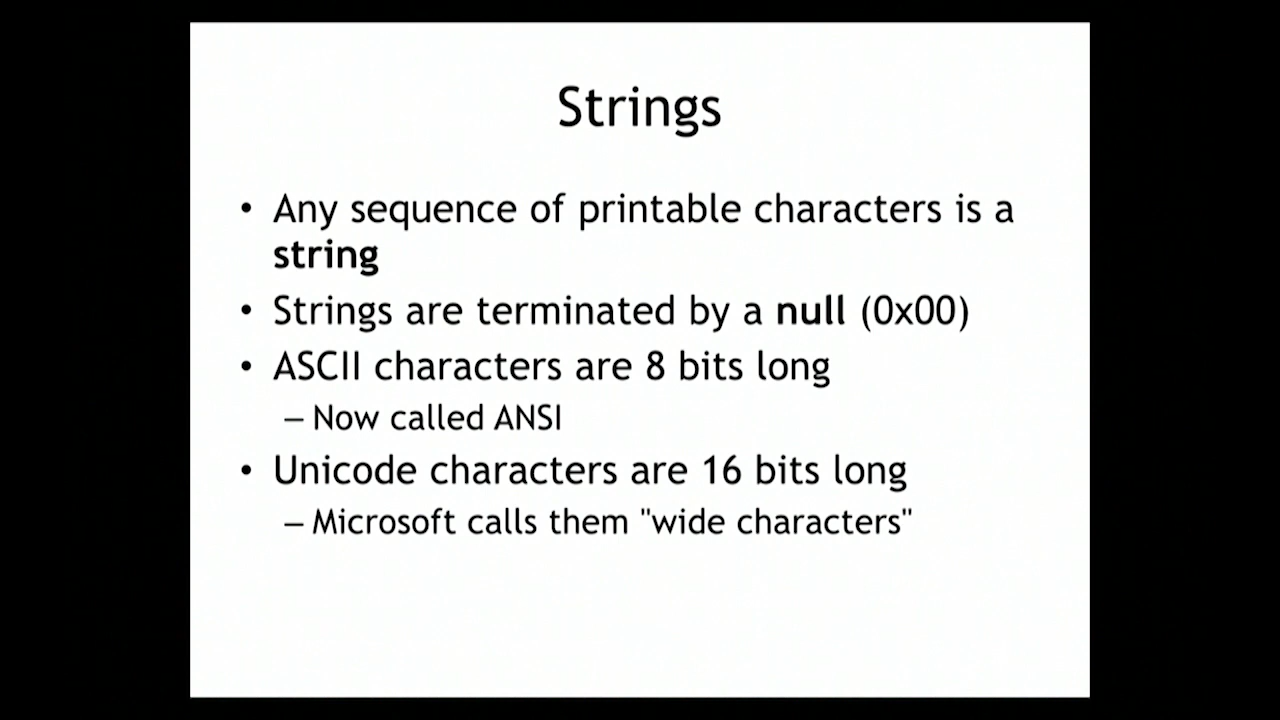 Strings
• Any sequence of printable characters is a
string
• Strings are terminated by a null (0x00)
• ASCII characters are 8 bits long
– Now called ANSI
• Unicode characters are 16 bits long
– Microsoft calls them "wide characters"